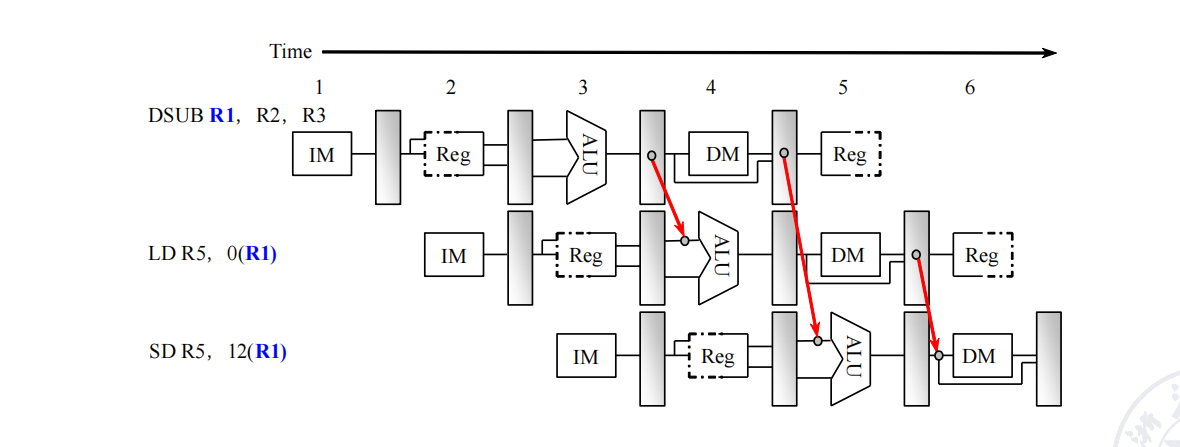 Time
1 2 3 4 5 6
DSUB R1, R2, R3
IM Reg ALU DM Reg
LD R5, 0(R1)
IM Reg ALU DM Reg
SD R5, 12(R1)
IM Reg ALU DM